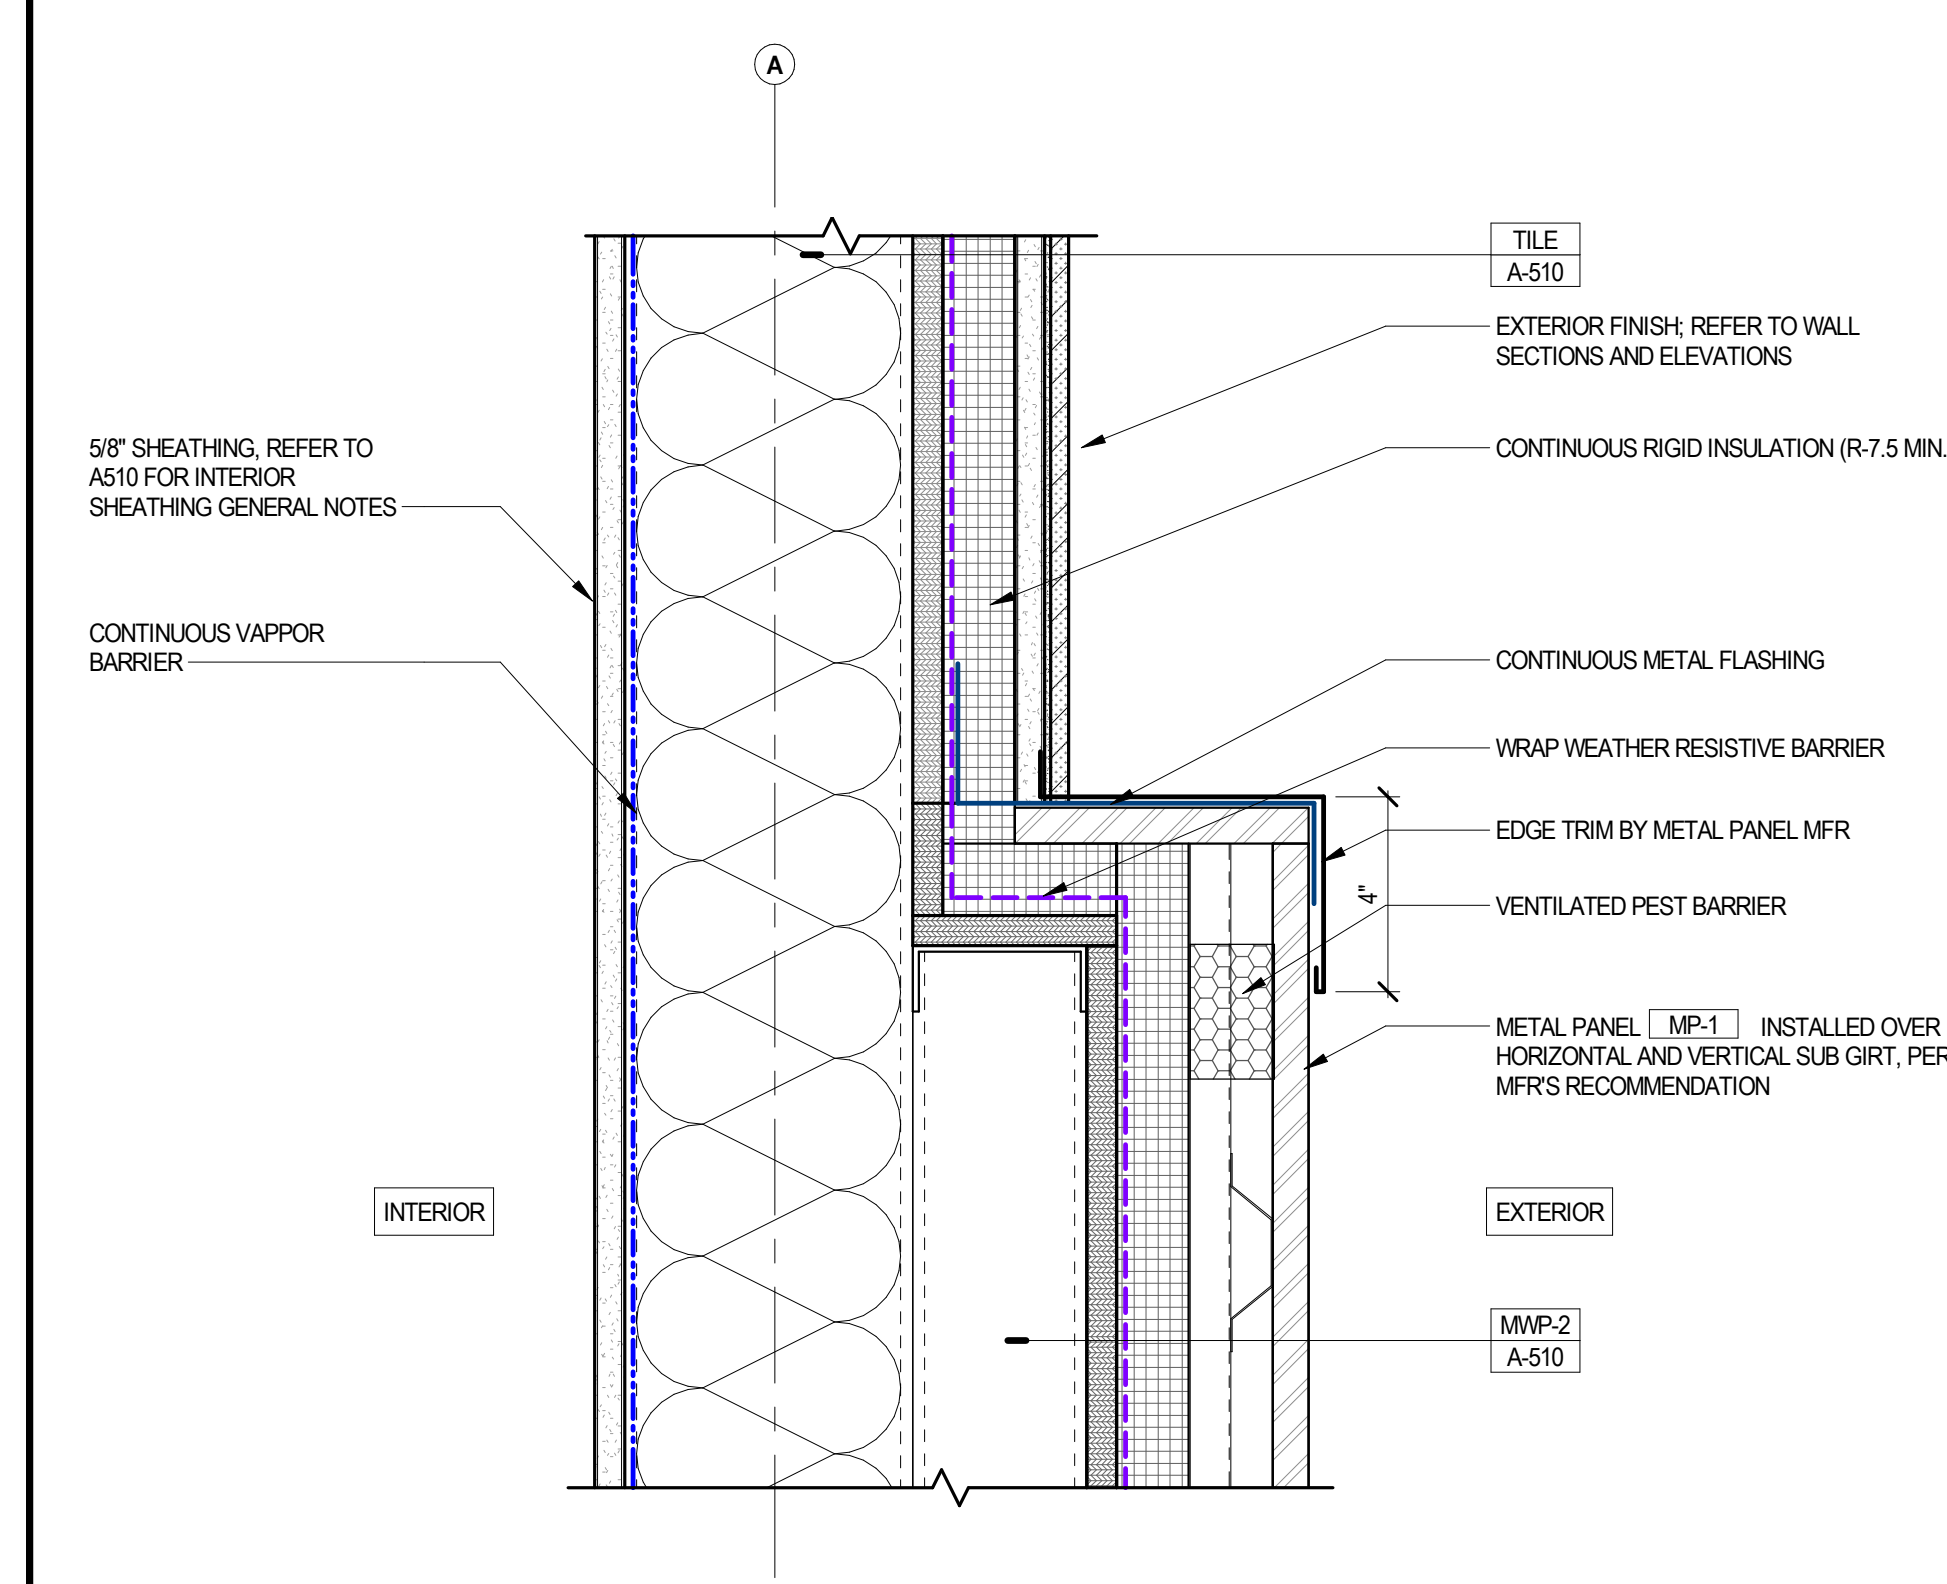 A
TILE
A-510
EXTERIOR FINISH; REFER TO WALL
SECTIONS AND ELEVATIONS
CONTINUOUS RIGID INSULATION (R-7.5 MIN.
5/8" SHEATHING, REFER TO
A510 FOR INTERIOR
SHEATHING GENERAL NOTES
CONTINUOUS VAPPOR
BARRIER
CONTINUOUS METAL FLASHING
WRAP WEATHER RESISTIVE BARRIER
EDGE TRIM BY METAL PANEL MFR
4"
VENTILATED PEST BARRIER
METAL PANEL MP-1 INSTALLED OVER
HORIZONTAL AND VERTICAL SUB GIRT, PER
MFR'S RECOMMENDATION
INTERIOR
EXTERIOR
MWP-2
A-510